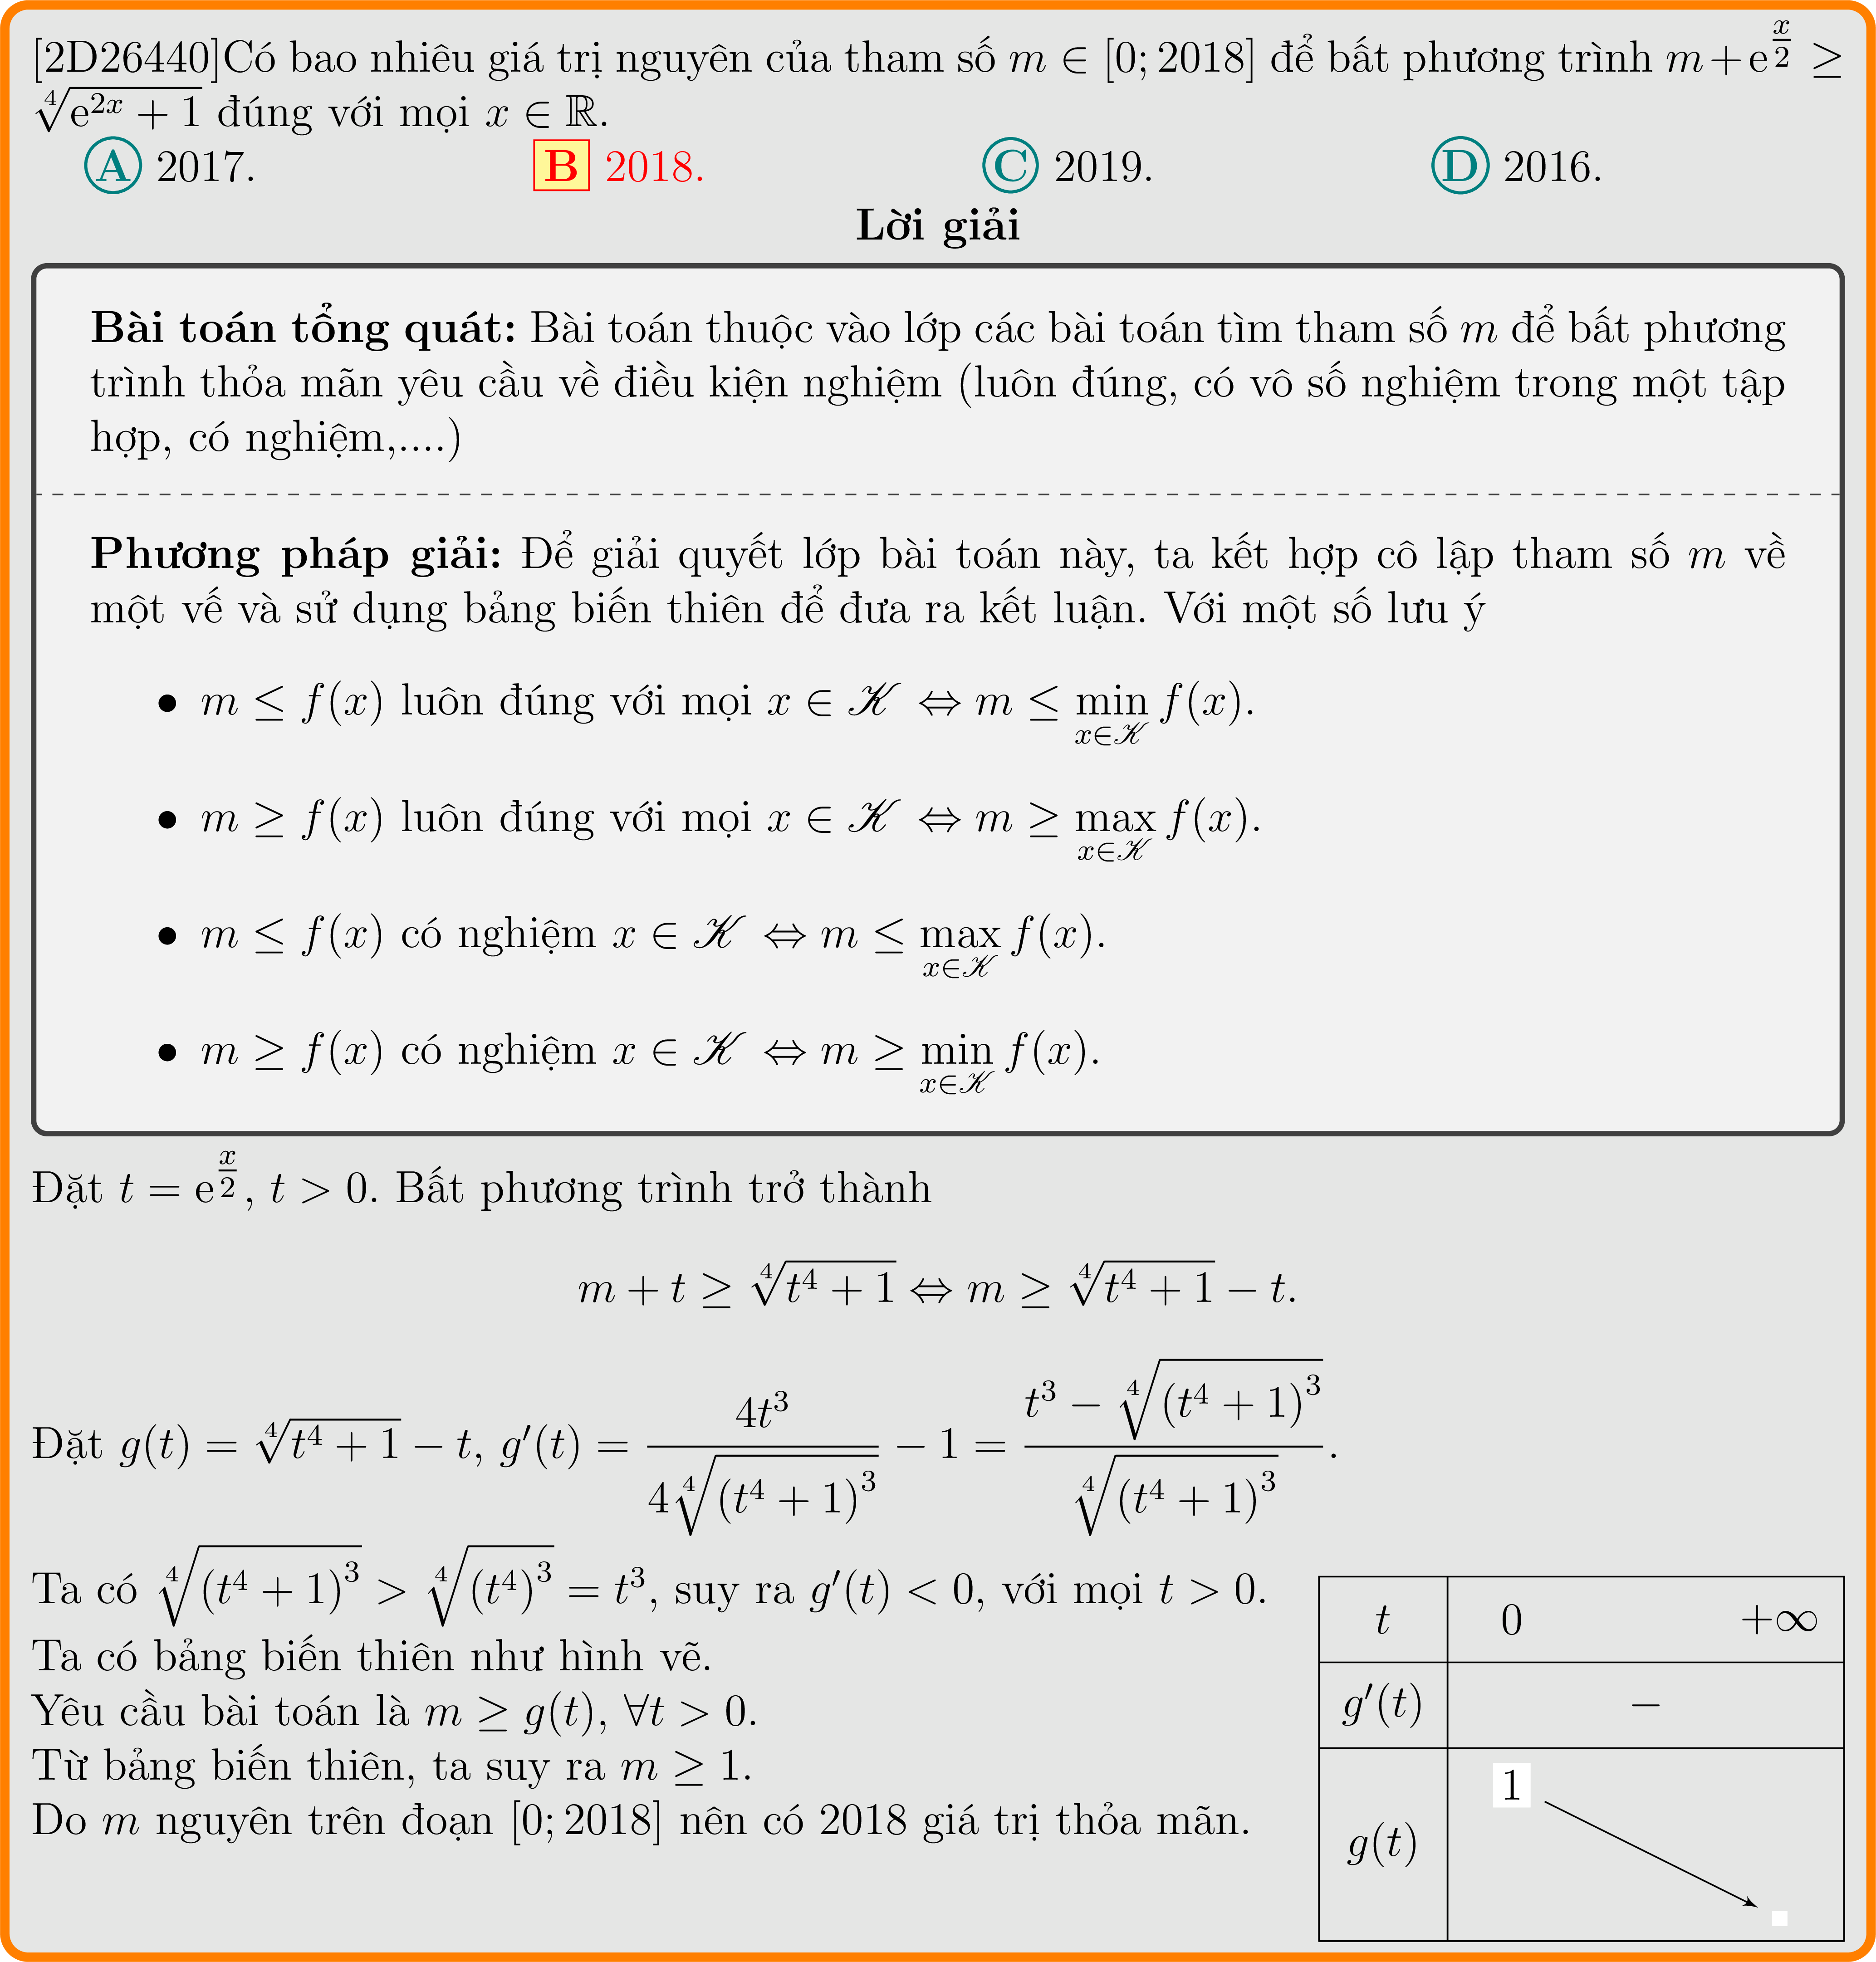 [2D26440]Có bao nhiêu giá trị nguyên của tham số $m \in [0; 2018]$ để bất phương trình $m + \mathrm{e}^{\frac{x}{2}} \geq$
$\sqrt[4]{\mathrm{e}^{2x} + 1}$ đúng với mọi $x \in \mathbb{R}$.
A 2017. B 2018. C 2019. D 2016.
Lời giải
Bài toán tổng quát: Bài toán thuộc vào lớp các bài toán tìm tham số $m$ để bất phương
trình thỏa mãn yêu cầu về điều kiện nghiệm (luôn đúng, có vô số nghiệm trong một tập
hợp, có nghiệm,....)
Phương pháp giải: Để giải quyết lớp bài toán này, ta kết hợp cô lập tham số $m$ về
một vế và sử dụng bảng biến thiên để đưa ra kết luận. Với một số lưu ý
• $m \leq f(x)$ luôn đúng với mọi $x \in \mathscr{K} \Leftrightarrow m \leq \min_{x \in \mathscr{K}} f(x)$.
• $m \geq f(x)$ luôn đúng với mọi $x \in \mathscr{K} \Leftrightarrow m \geq \max_{x \in \mathscr{K}} f(x)$.
• $m \leq f(x)$ có nghiệm $x \in \mathscr{K} \Leftrightarrow m \leq \max_{x \in \mathscr{K}} f(x)$.
• $m \geq f(x)$ có nghiệm $x \in \mathscr{K} \Leftrightarrow m \geq \min_{x \in \mathscr{K}} f(x)$.
Đặt $t = \mathrm{e}^{\frac{x}{2}}$, $t > 0$. Bất phương trình trở thành
$m + t \geq \sqrt[4]{t^4 + 1} \Leftrightarrow m \geq \sqrt[4]{t^4 + 1} - t.$
Đặt $g(t) = \sqrt[4]{t^4 + 1} - t$, $g'(t) = \frac{4t^3}{4\sqrt[4]{(t^4 + 1)^3}} - 1 = \frac{t^3 - \sqrt[4]{(t^4 + 1)^3}}{\sqrt[4]{(t^4 + 1)^3}}$.
Ta có $\sqrt[4]{(t^4 + 1)^3} > \sqrt[4]{(t^4)^3} = t^3$, suy ra $g'(t) < 0$, với mọi $t > 0$.
Ta có bảng biến thiên như hình vẽ.
Yêu cầu bài toán là $m \geq g(t)$, $\forall t > 0$.
Từ bảng biến thiên, ta suy ra $m \geq 1$.
Do $m$ nguyên trên đoạn $[0; 2018]$ nên có 2018 giá trị thỏa mãn.
$t$ $0$ $+\infty$
$g'(t)$ $-$
$g(t)$ $1$